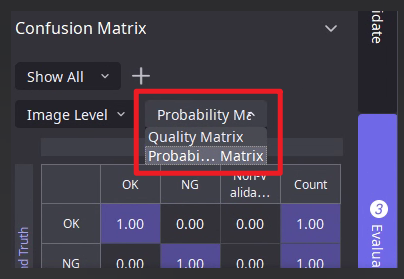 Confusion Matrix
Show All
Image Level
Probability Ma
Quality Matrix
Probabi... Matrix
OK
NG
Non-v
alida...
Count
OK
1.00
0.00
0.00
1.00
NG
0.00
1.00
0.00
1.00
nd Truth
idate
3
Evalua